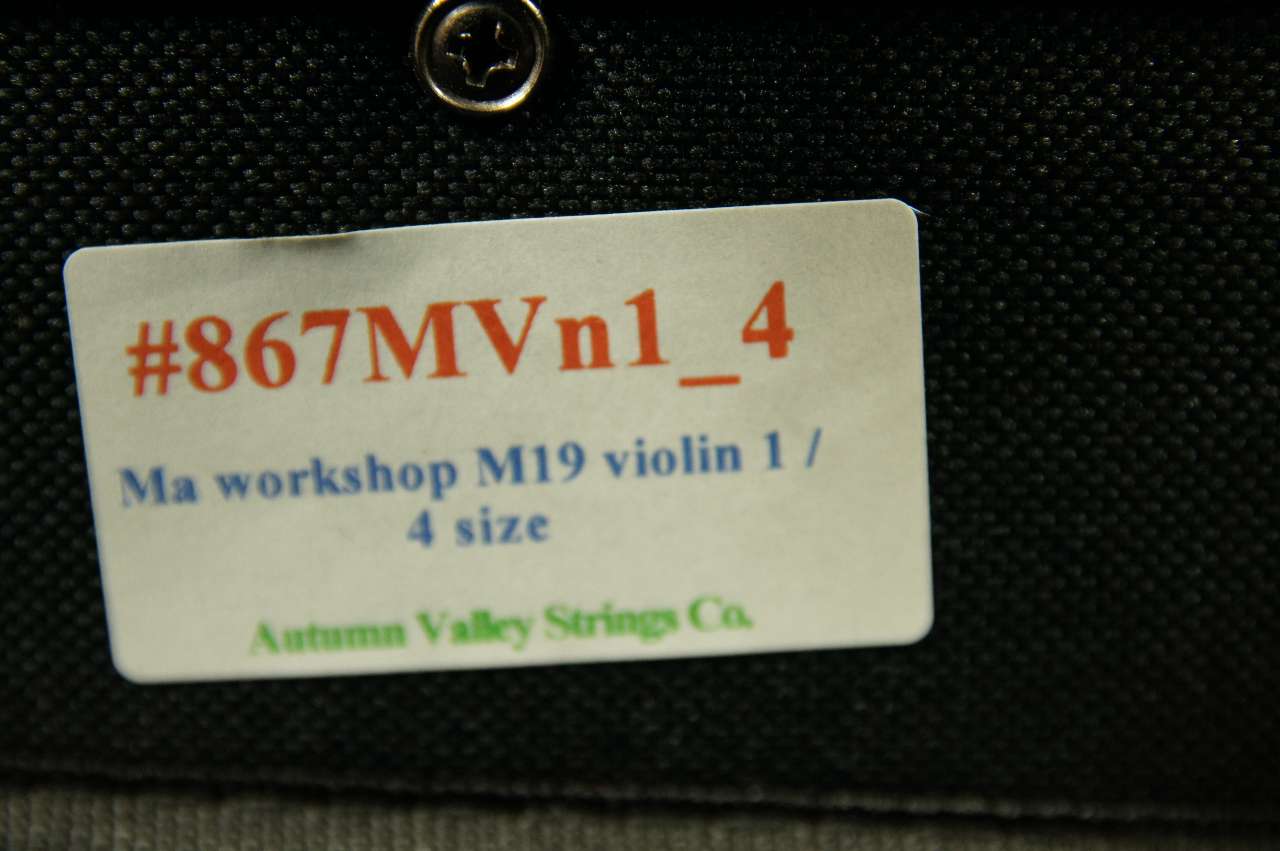 #867MVn1_4
Ma workshop M19 violin 1 /
4 size
Autumn Valley Strings Co.